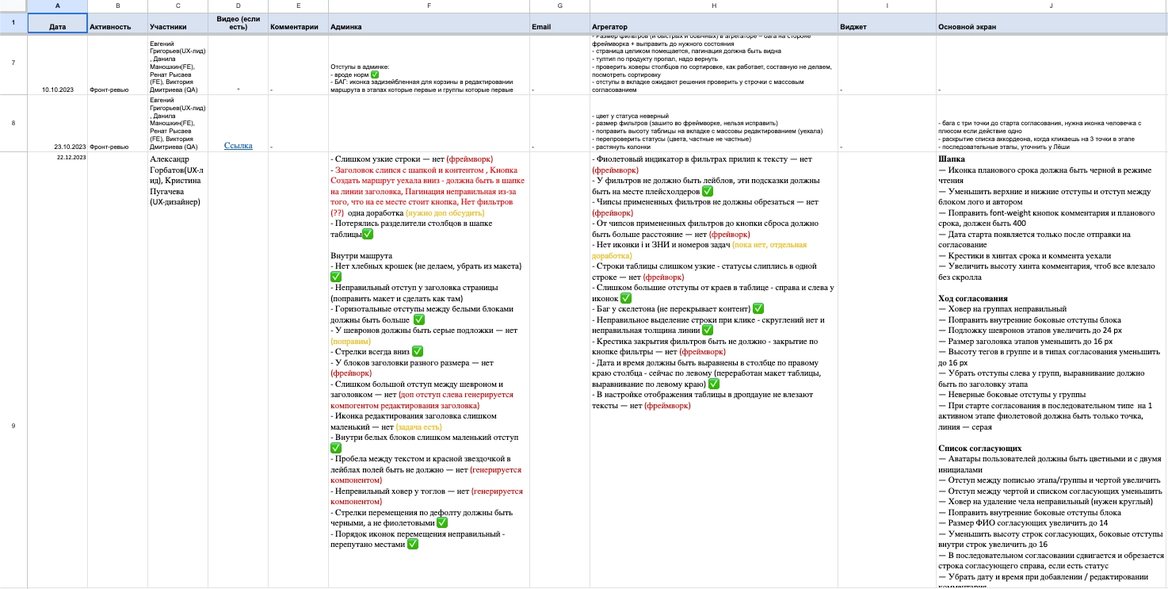 A B C D E F G H I J
1 Дата Активность Участники Видео (если есть) Комментарии Админка Email Агрегатор Виджет Основной экран
7
10.10.2023
Фронт-ревью
Евгений
Григорьев(UX-лид)
, Данила
Маношкин(FE),
Ренат Рысаев
(FE), Виктория
Дмитриева (QA)
-
-
Отступы в админке:
- вроде норм ✅
- БАГ: иконка задизейбленная для корзины в редактировании
маршрута в этапах которые первые и группы которые первые
-
- Размер фильтров (и быстрых и обычных) в агрегаторе – бага на стороне
фреймворка + выправить до нужного состояния
- страница целиком помещается, пагинация должна быть видна
- туглтип по продукту пропал, надо вернуть
- проверить ховеры столбцов по сортировке, как работает, составную не делаем,
посмотреть сортировку
- отступы в вкладке ожидают решения проверить у строчки с массовым
согласованием
-
-
8
23.10.2023
Фронт-ревью
Евгений
Григорьев(UX-лид)
, Данила
Маношкин(FE),
Ренат Рысаев
(FE), Виктория
Дмитриева (QA)
Ссылка
-
-
- цвет у статуса неверный
- размер фильтров (зашито во фреймворке, нельзя исправить)
- поправить высоту таблицы на вкладке с массовым редактированием (уехала)
- перепроверить статусы (цвета, частные не частные)
- растянуть колонки
-
- бага с три точки до старта согласования, нужна иконка человечка с
плюсом если действие одно
- раскрытие списка аккордеона, когда кликаешь на 3 точки в этапе
- последовательные этапы, уточнить у Лёши
9
22.12.2023
Александр
Горбатов(UX-л
ид), Кристина
Пугачева
(UX-дизайнер)
- Слишком узкие строки — нет (фреймворк)
- Заголовок слипся с шапкой и контентом , Кнопка
Создать маршрут уехала вниз - должна быть в шапке
на линии заголовка, Пагинация неправильная из-за
того, что на ее месте стоит кнопка, Нет фильтров
(??) одна доработка (нужно доп обсудить)
- Потерялись разделители столбцов в шапке
таблицы✅
Внутри машрута
- Нет хлебных крошек (не делаем, убрать из макета)
✅
- Неправильный отступ у заголовка страницы
(поправить макет и сделать как там)
- Горизотальные отступы между белыми блоками
должны быть больше ✅
- У шевронов должны быть серые подложки — нет
(поправим)
- Стрелки всегда вниз ✅
- У блоков заголовки разного размера — нет
(фрейворк)
- Слишком большой отступ между шевроном и
заголовком — нет (доп отступ слева генерируется
компогентом редактирования заголовка)
- Иконка редактирования заголовка слишком
маленький — нет (задача есть)
- Внутри белых блоков слишком маленький отступ
✅
- Пробела между текстом и красной звездочкой в
лейблах полей быть не должно — нет (генерируется
компонентом)
- Неправильный ховер у тоглов — нет (генерируется
компонентом)
- Стрелки перемещения по дефолту должны быть
черными, а не фиолетовыми ✅
- Порядок иконок перемещения неправильный -
перепутано местами ✅
- Фиолетовый индикатор в фильтрах прилип к тексту — нет
(фреймворк)
- У фильтров не должно быть лейблов, эти подсказки должны
быть на месте плейсхолдеров ✅
- Чипсы примененных фильтров не должны обрезаться — нет
(фрейворк)
- От чипсов примененных фильтров до кнопки сброса должно
быть больше расстояние — нет (фрейворк)
- Нет иконки i и ЗНИ и номеров задач (пока нет, отдельная
доработка)
- Строки таблицы слишком узкие - статусы слиплись в одной
строке — нет (фрейворк)
- Слишком большие отступы от краев в таблице - справа и слева у
иконок ✅
- Баг у скелетона (не перекрывает контент) ✅
- Неправильное выделение строки при клике - скруглений нет и
неправильная толщина линии ✅
- Крестика закрытия фильтров быть не должно - закрытие по
кнопке фильтры — нет (фреймворк)
- Дата и время должны быть выравнены в столбце по правому
краю столбца - сейчас по левому (переработан макет таблицы,
выравнивание по левому краю) ✅
- В настройке отображения таблицы в дропдауне не влезают
тексты — нет (фреймворк)
Шапка
— Иконка планового срока должна быть черной в режиме
чтения
— Уменьшить верхние и нижние отступы и отступ между
блоком лого и автором
— Поправить font-weight кнопок комментария и планового
срока, должен быть 400
— Дата старта появляется только после отправки на
согласование
— Крестики в хинтах срока и коммента уехали
— Увеличить высоту хинта комментария, чтоб все влезало
без скролла
Ход согласования
— Ховер на группах неправильный
— Поправить внутренние боковые отступы блока
— Подложку шевронов этапов увеличить до 24 px
— Размер заголовка этапов уменьшить до 16 px
— Высоту тегов в группе и в типах согласования уменьшить
до 16 px
— Убрать отступы слева у групп, выравнивание должно
быть по заголовку этапа
— Неверные боковые отступы у группы
— При старте согласования в последовательном типе на 1
активном этапе фиолетовой должна быть только точка,
линия — серая
Список согласующих
— Аватары пользователей должны быть цветными и с двумя
инициалами
— Отступ между пописью этапа/группы и чертой увеличить
— Отступ между чертой и списком согласующих уменьшить
— Ховер на удаление чела неправильный (нужен круглый)
— Поправить внутренние боковые отступы блока
— Размер ФИО согласующих увеличить до 14
— Уменьшить высоту строк согласующих, боковые отступы
внутри строк увеличить до 16
— В последовательном согласовании сдвигается и обрезается
строка согласующего справа, если есть статус
— Убрать дату и время при добавлении / редактировании